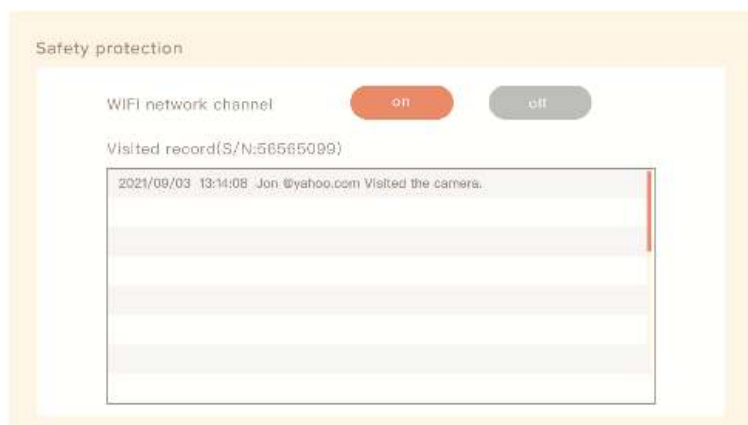 Safety protection
WIFI network channel on off
Visited record(S/N:56565099)
2021/09/03 13:14:08 Jon @yahoo.com Visited the camera.